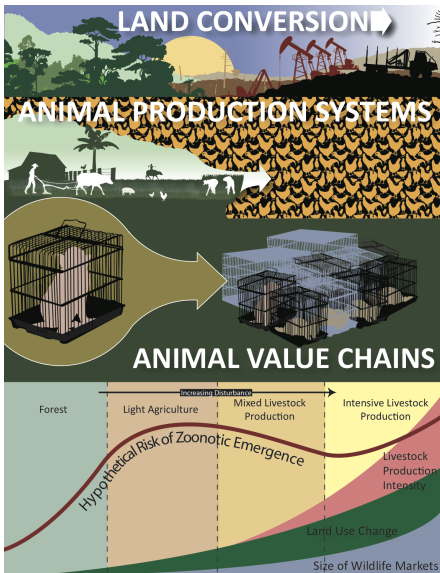 LAND CONVERSION
ANIMAL PRODUCTION SYSTEMS
ANIMAL VALUE CHAINS
Increasing Disturbance
Forest
Light Agriculture
Mixed Livestock
Production
Intensive Livestock
Production
Hypothetical Risk of Zoonotic Emergence
Livestock
Production
Intensity
Land Use Change
Size of Wildlife Markets